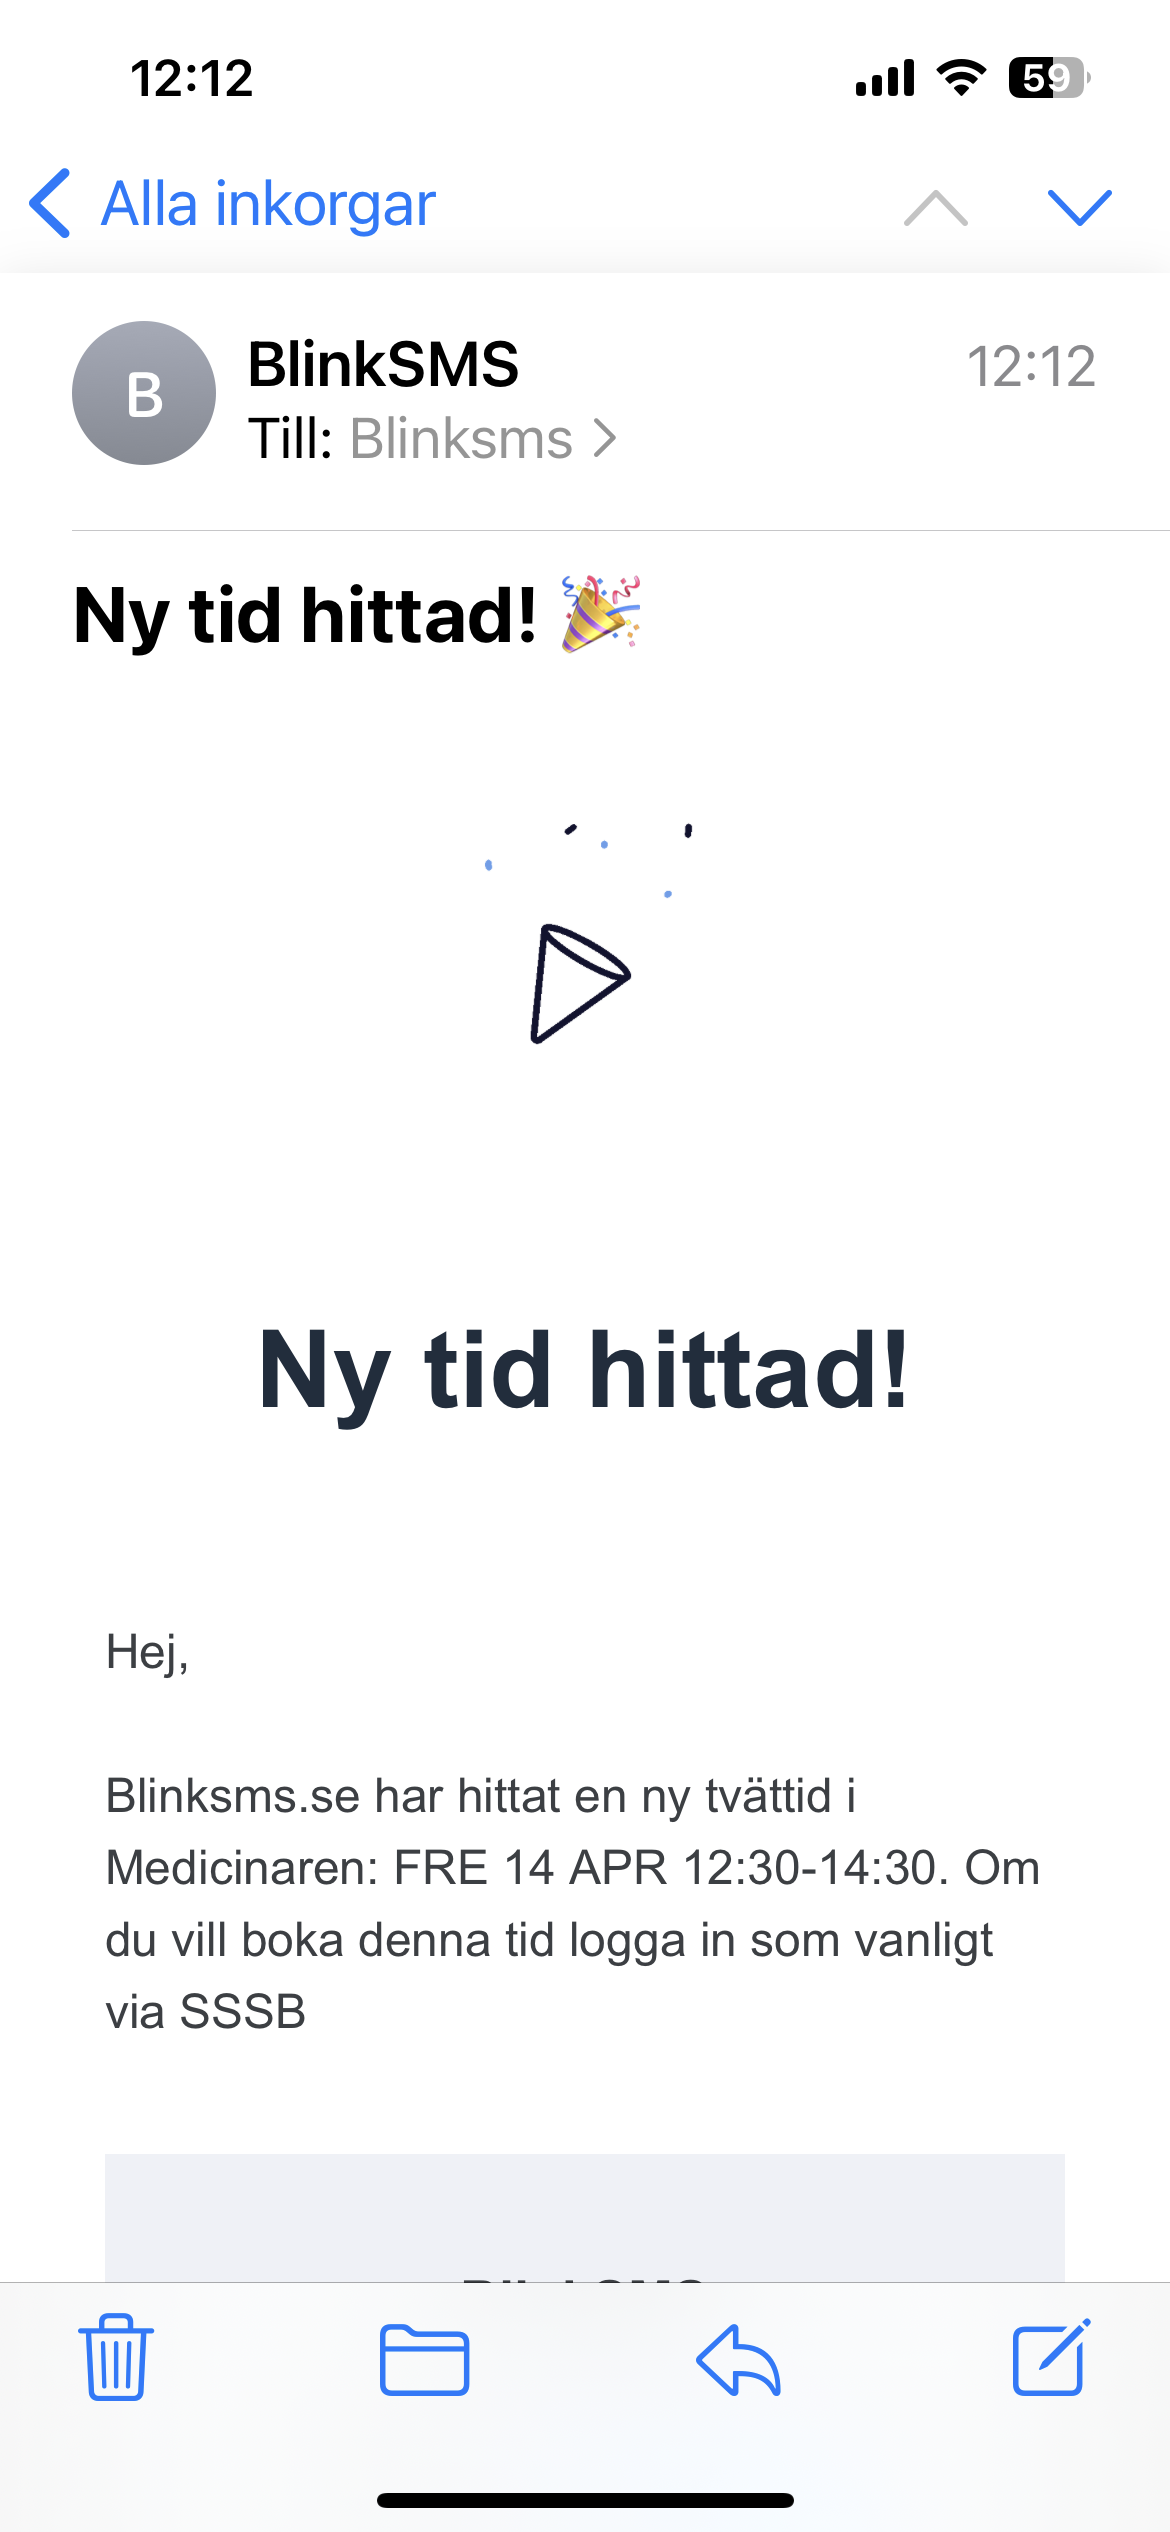 12:12
59
Alla inkorgar
B
BlinkSMS
12:12
Till: Blinksms
Ny tid hittad! 🎉
Ny tid hittad!
Hej,
Blinksms.se har hittat en ny tvättid i
Medicinaren: FRE 14 APR 12:30-14:30. Om
du vill boka denna tid logga in som vanligt
via SSSB